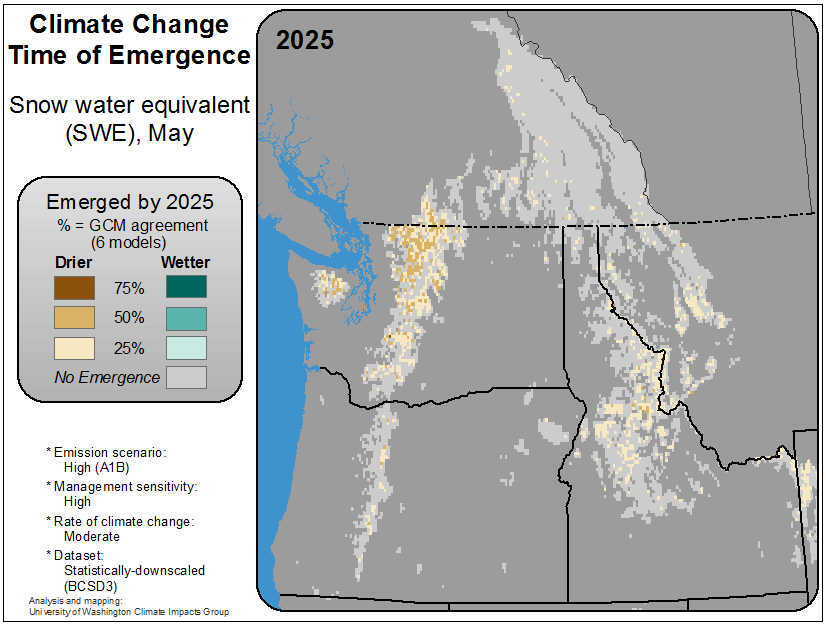 Climate Change
Time of Emergence
Snow water equivalent
(SWE), May
Emerged by 2025
% = GCM agreement
(6 models)
Drier Wetter
75%
50%
25%
No Emergence
* Emission scenario:
High (A1B)
* Management sensitivity:
High
* Rate of climate change:
Moderate
* Dataset:
Statistically-downscaled
(BCSD3)
Analysis and mapping:
University of Washington Climate Impacts Group
2025